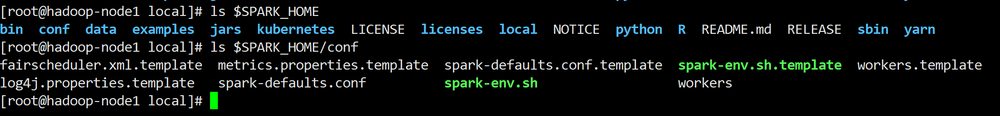 [root@hadoop-node1 local]# ls $SPARK_HOME
bin conf data examples jars kubernetes LICENSE licenses local NOTICE python R README.md RELEASE sbin yarn
[root@hadoop-node1 local]# ls $SPARK_HOME/conf
fairscheduler.xml.template metrics.properties.template spark-defaults.conf.template spark-env.sh.template workers.template
log4j.properties.template spark-defaults.conf spark-env.sh workers
[root@hadoop-node1 local]#